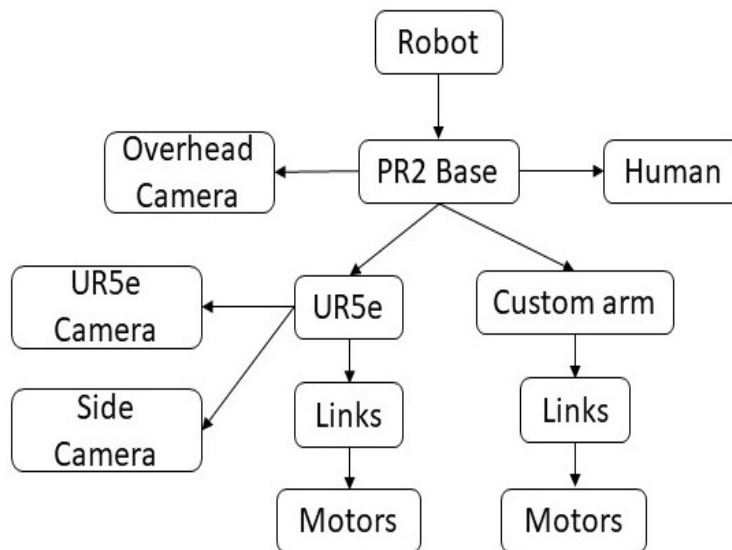 Robot
Overhead
Camera
PR2 Base
Human
UR5e
Camera
UR5e
Custom arm
Side
Camera
Links
Links
Motors
Motors